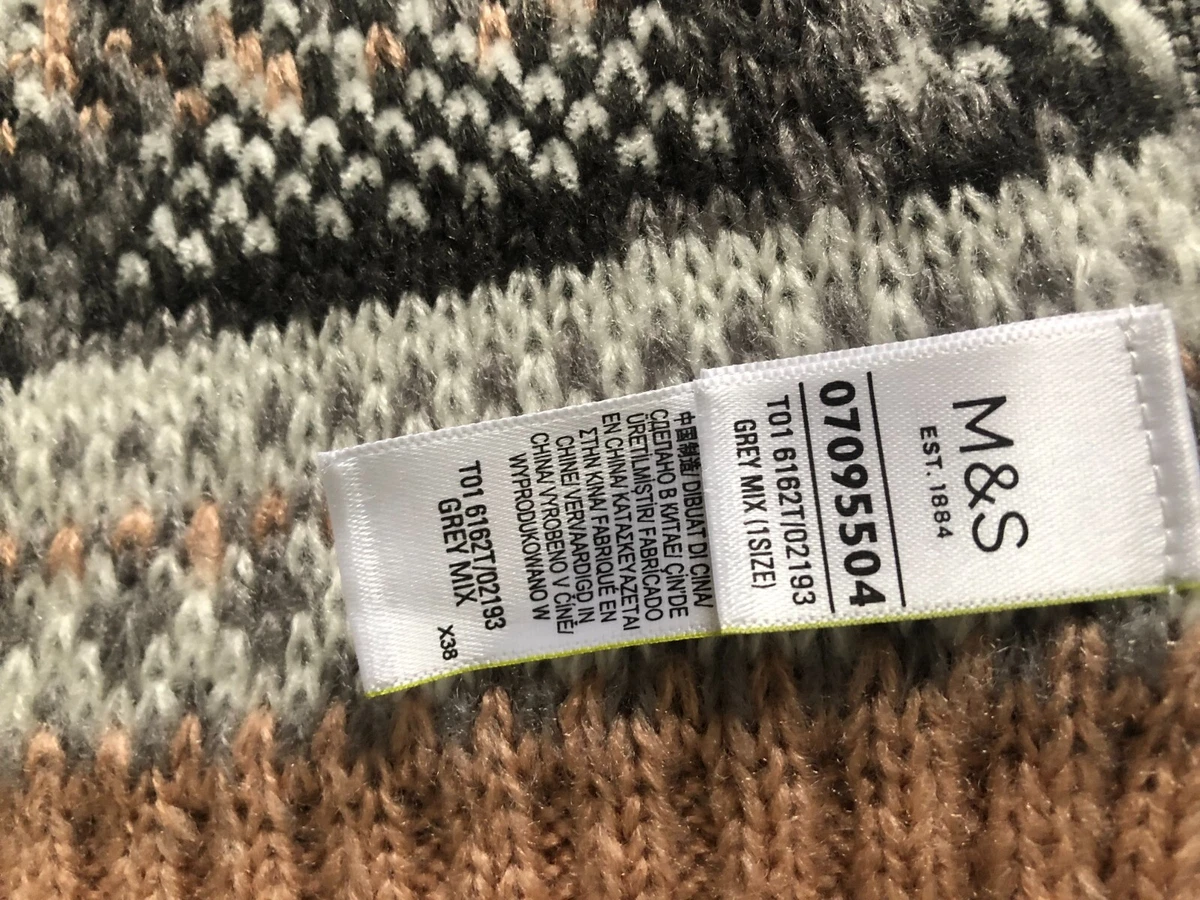 M&S
EST. 1884
07095504
T01 6162T/02193
GREY MIX (1SIZE)
中国制造/ DIBUAT DI CINA/
СДЕЛАНО В КИТАЕ/ ÇİN'DE
ÜRETİLMİŞTİR/ FABRICADO
EN CHINA/ ΚΑΤΑΣΚΕΥΑΖΕΤΑΙ
ΣΤΗΝ ΚΙΝΑ/ FABRIQUÉ EN
CHINE/ VERVAARDIGD IN
CHINA/ VYROBENO V ČÍNĚ/
WYPRODUKOWANO W
T01 6162T/02193
GREY MIX
X38